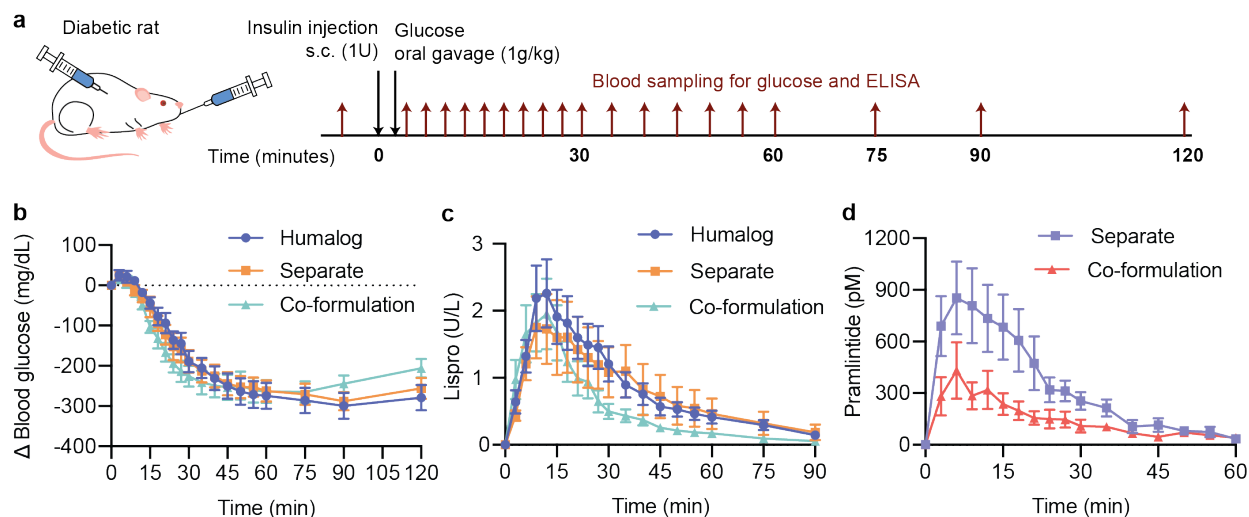 a
Diabetic rat
Insulin injection
s.c. (1U)
Glucose
oral gavage (1g/kg)
Blood sampling for glucose and ELISA
Time (minutes)
0
30
60
75
90
120
b
Δ Blood glucose (mg/dL)
100
0
-100
-200
-300
-400
Humalog
Separate
Co-formulation
0 15 30 45 60 75 90 105 120
Time (min)
c
Lispro (U/L)
3
2
1
0
Humalog
Separate
Co-formulation
0 15 30 45 60 75 90
Time (min)
d
Pramlintide (pM)
1200
900
600
300
0
Separate
Co-formulation
0 15 30 45 60
Time (min)